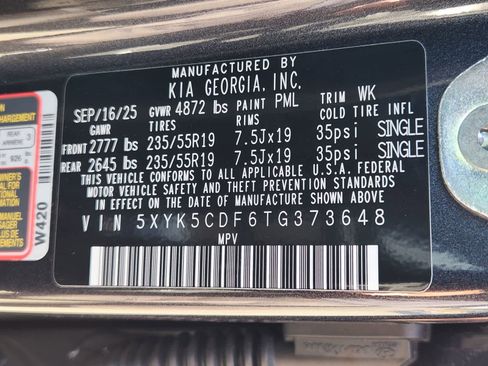 MANUFACTURED BY
KIA GEORGIA, INC.
SEP/16/25 GVWR 4872 lbs PAINT PML TRIM WK
GAWR TIRES RIMS COLD TIRE INFL
FRONT 2777 lbs 235/55R19 7.5Jx19 35psi SINGLE
REAR 2645 lbs 235/55R19 7.5Jx19 35psi SINGLE
THIS VEHICLE CONFORMS TO ALL APPLICABLE U.S.A. FEDERAL
MOTOR VEHICLE SAFETY AND THEFT PREVENTION STANDARDS
IN EFFECT ON THE DATE OF MANUFACTURE SHOWN ABOVE.
VIN 5XYK5CDF6TG373648
MPV
REAR
3
W420